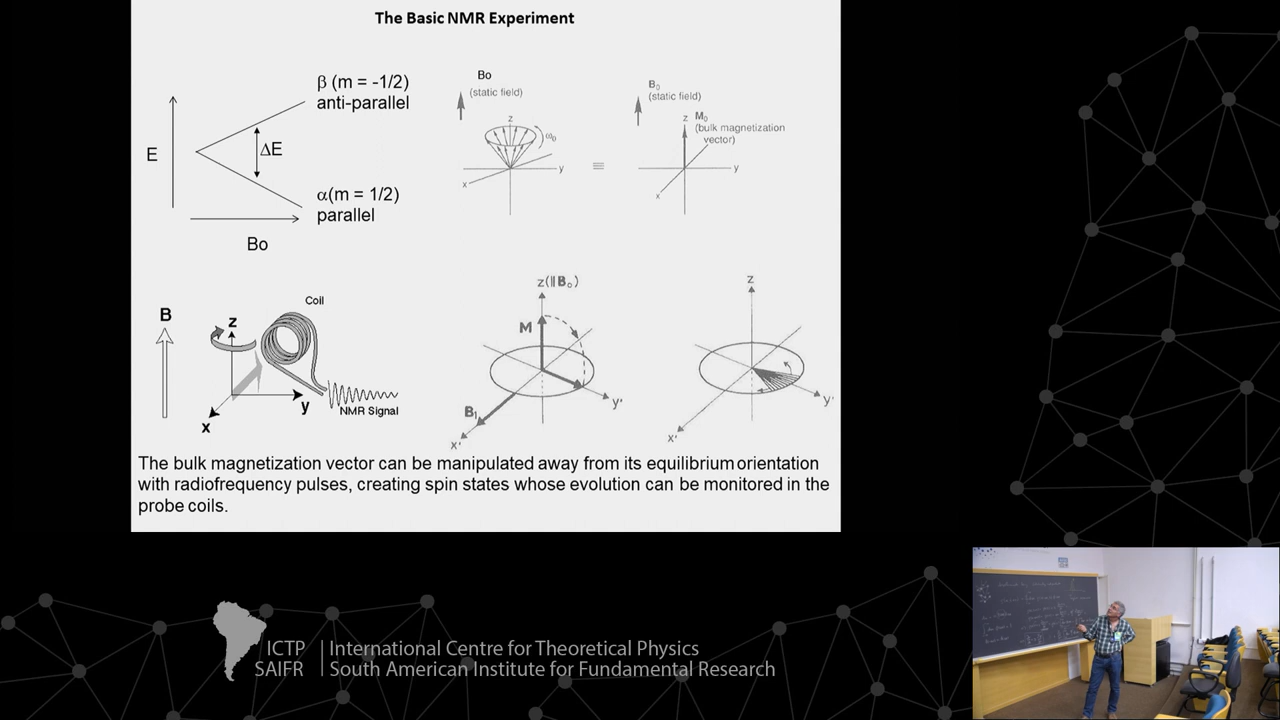 The Basic NMR Experiment
β (m = -1/2)
anti-parallel
E
ΔE
α(m = 1/2)
parallel
Bo
Bo
(static field)
z
ω₀
y
x
≡
B₀
(static field)
z M₀
(bulk magnetization
vector)
y
x
B
Coil
z
y
x
NMR Signal
z(∥B₀)
M
B₁
y'
x'
z
y'
x'
The bulk magnetization vector can be manipulated away from its equilibrium orientation
with radiofrequency pulses, creating spin states whose evolution can be monitored in the
probe coils.
ICTP
SAIFR
International Centre for Theoretical Physics
South American Institute for Fundamental Research